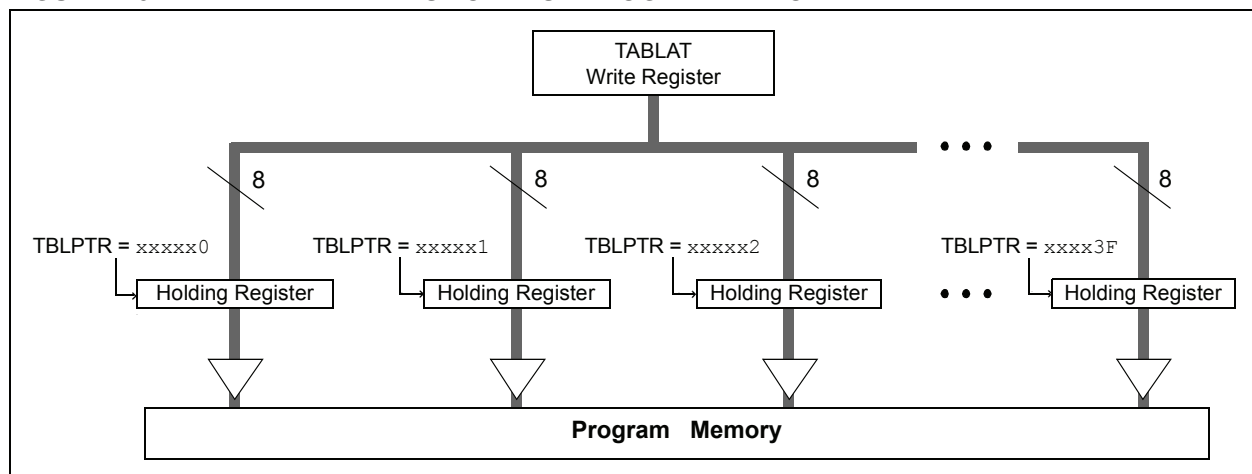 TABLAT
Write Register
8 8 8 8
TBLPTR = xxxxx0 TBLPTR = xxxxx1 TBLPTR = xxxxx2 TBLPTR = xxxx3F
Holding Register Holding Register Holding Register Holding Register
Program Memory